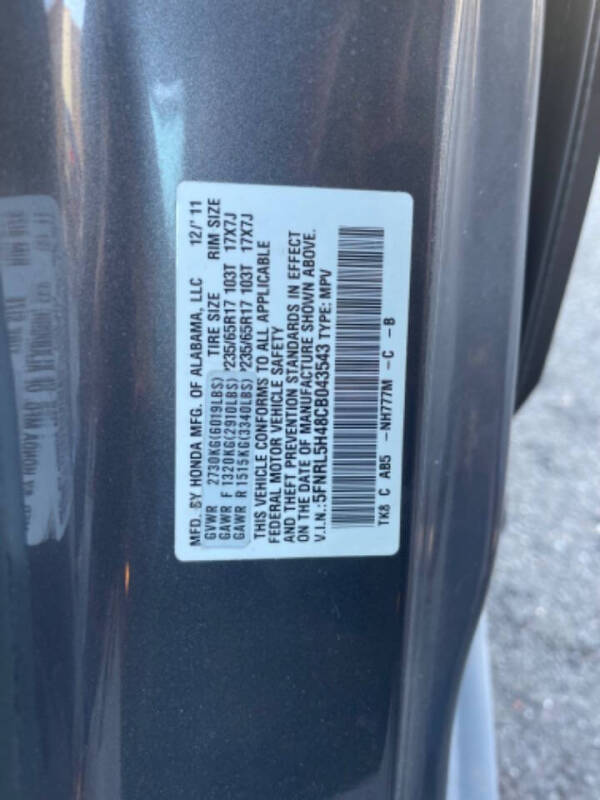 MFD. BY HONDA MFG. OF ALABAMA, LLC 12/'11
GVWR 2730KG(6019LBS) TIRE SIZE RIM SIZE
GAWR F 1320KG(2910LBS) *235/65R17 103T 17X7J
GAWR R 1515KG(3340LBS) *235/65R17 103T 17X7J
THIS VEHICLE CONFORMS TO ALL APPLICABLE
FEDERAL MOTOR VEHICLE SAFETY
AND THEFT PREVENTION STANDARDS IN EFFECT
ON THE DATE OF MANUFACTURE SHOWN ABOVE.
V.I.N.:5FNRL5H48CB043543 TYPE: MPV
TK8 C AB5 -NH777M -C -B